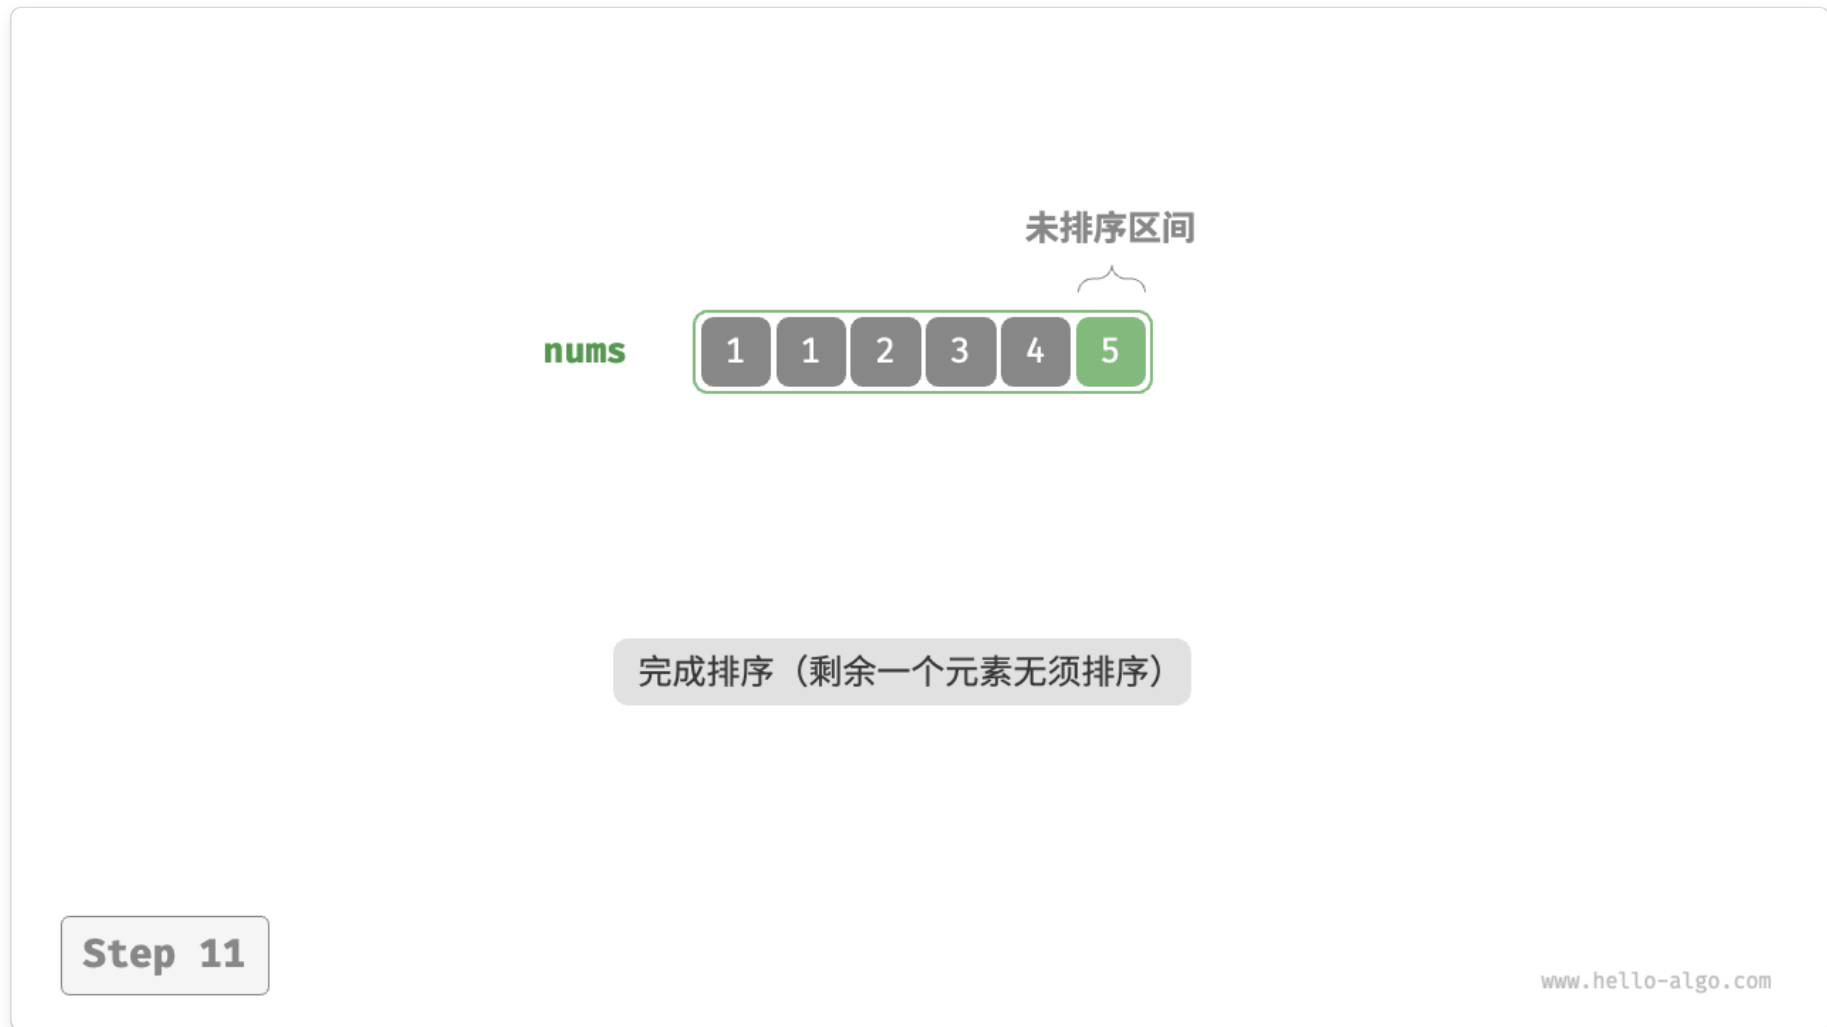 未排序区间
nums 1 1 2 3 4 5
完成排序（剩余一个元素无须排序）
Step 11
www.hello-algo.com